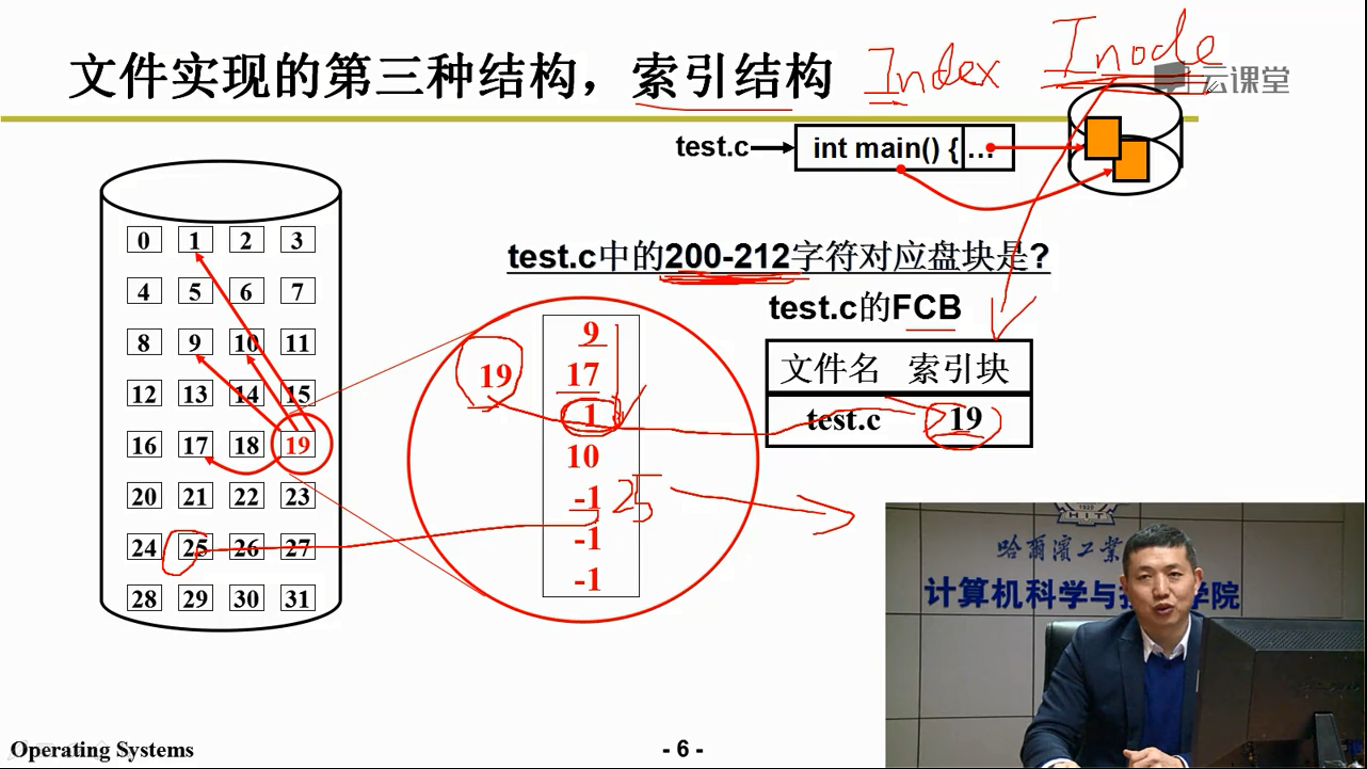 文件实现的第三种结构，索引结构 Index Inode
云课堂
test.c int main() { ...
0 1 2 3
4 5 6 7
8 9 10 11
12 13 14 15
16 17 18 19
20 21 22 23
24 25 26 27
28 29 30 31
test.c中的200-212字符对应盘块是?
19
9
17
1
10
-1 25
-1
-1
test.c的FCB
文件名 索引块
test.c 19
HIT
哈爾濱工業
计算机科学与技 学院
Operating Systems
- 6 -